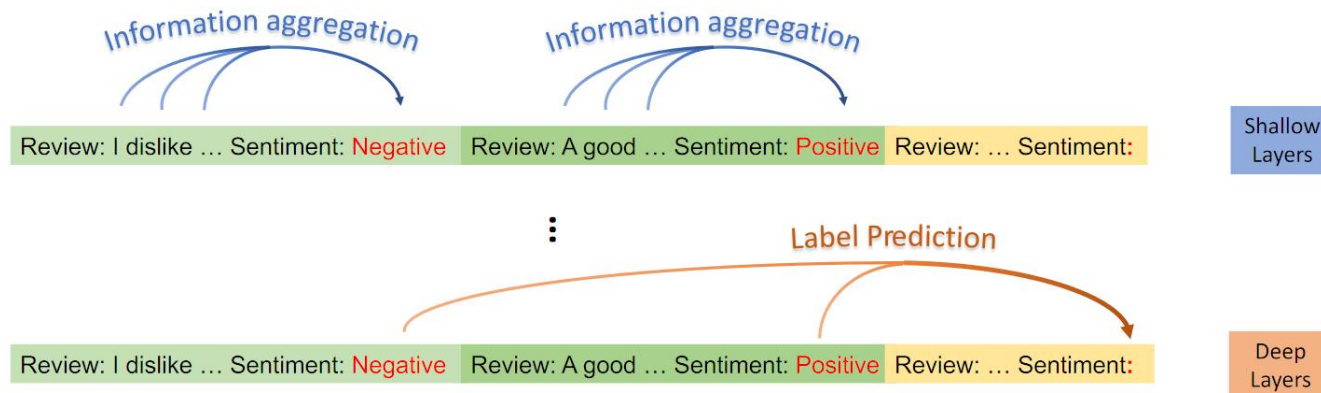 Information aggregation Information aggregation
Review: I dislike … Sentiment: Negative Review: A good … Sentiment: Positive Review: … Sentiment:
Shallow
Layers
Label Prediction
Review: I dislike … Sentiment: Negative Review: A good … Sentiment: Positive Review: … Sentiment:
Deep
Layers